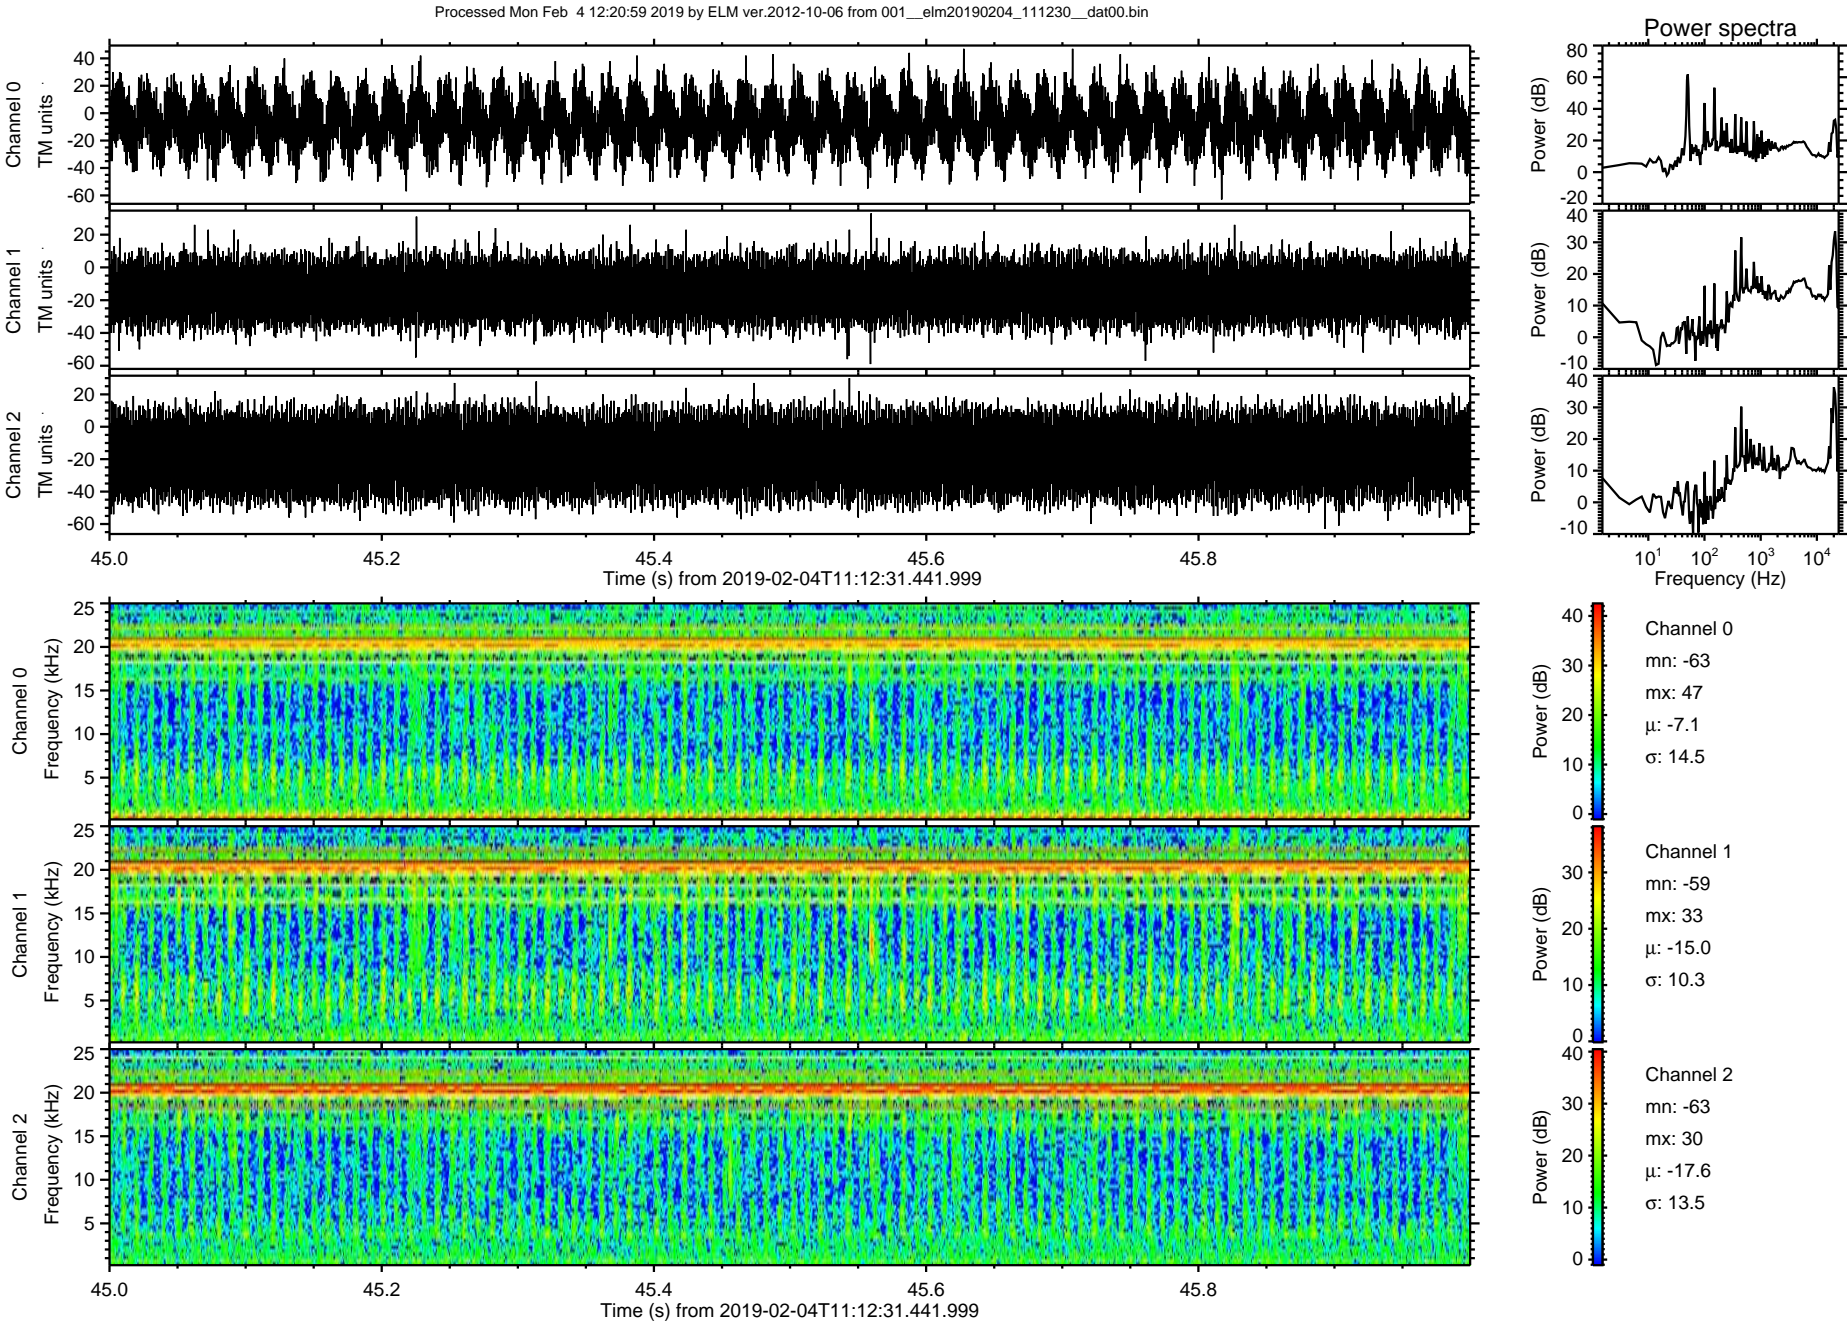 Processed Mon Feb  4 12:20:59 2019 by ELM ver.2012-10-06 from 001__elm20190204_111230__dat00.bin
Power spectra
Channel 0
TM units
40
20
0
-20
-40
-60
Power (dB)
80
60
40
20
0
-20
Channel 1
TM units
20
0
-20
-40
-60
Power (dB)
40
30
20
10
0
-10
Channel 2
TM units
20
0
-20
-40
-60
Power (dB)
40
30
20
10
0
-10
45.0 45.2 45.4 45.6 45.8
Time (s) from 2019-02-04T11:12:31.441.999
10¹ 10² 10³ 10⁴
Frequency (Hz)
Channel 0
Frequency (kHz)
25
20
15
10
5
Power (dB)
40
30
20
10
0
Channel 0
mn: -63
mx: 47
μ: -7.1
σ: 14.5
Channel 1
Frequency (kHz)
25
20
15
10
5
Power (dB)
30
20
10
0
Channel 1
mn: -59
mx: 33
μ: -15.0
σ: 10.3
Channel 2
Frequency (kHz)
25
20
15
10
5
Power (dB)
40
30
20
10
0
Channel 2
mn: -63
mx: 30
μ: -17.6
σ: 13.5
45.0 45.2 45.4 45.6 45.8
Time (s) from 2019-02-04T11:12:31.441.999